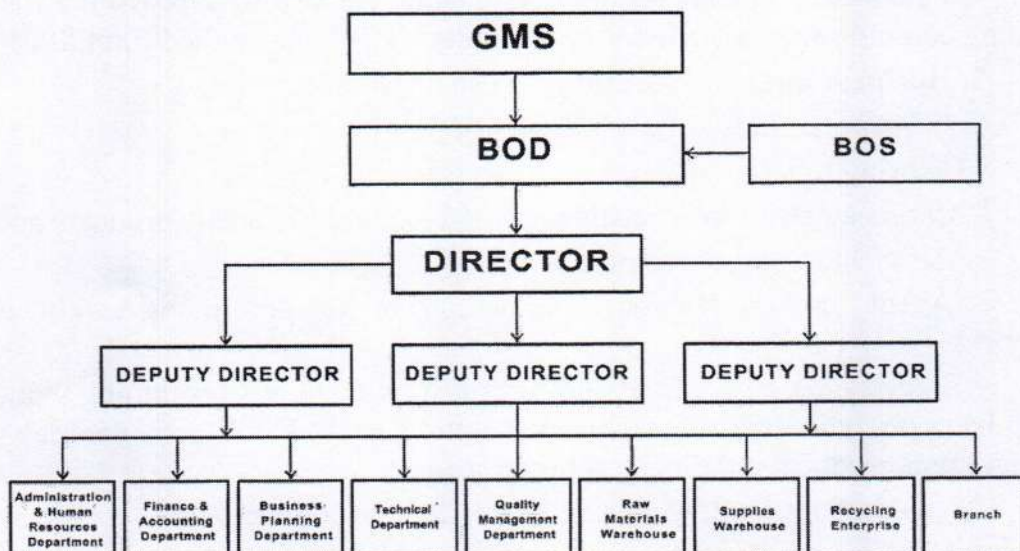 GMS
BOD
BOS
DIRECTOR
DEPUTY DIRECTOR
DEPUTY DIRECTOR
DEPUTY DIRECTOR
Administration
& Human
Resources
Department
Finance &
Accounting
Department
Business
Planning
Department
Technical
Department
Quality
Management
Department
Raw
Materials
Warehouse
Supplies
Warehouse
Recycling
Enterprise
Branch